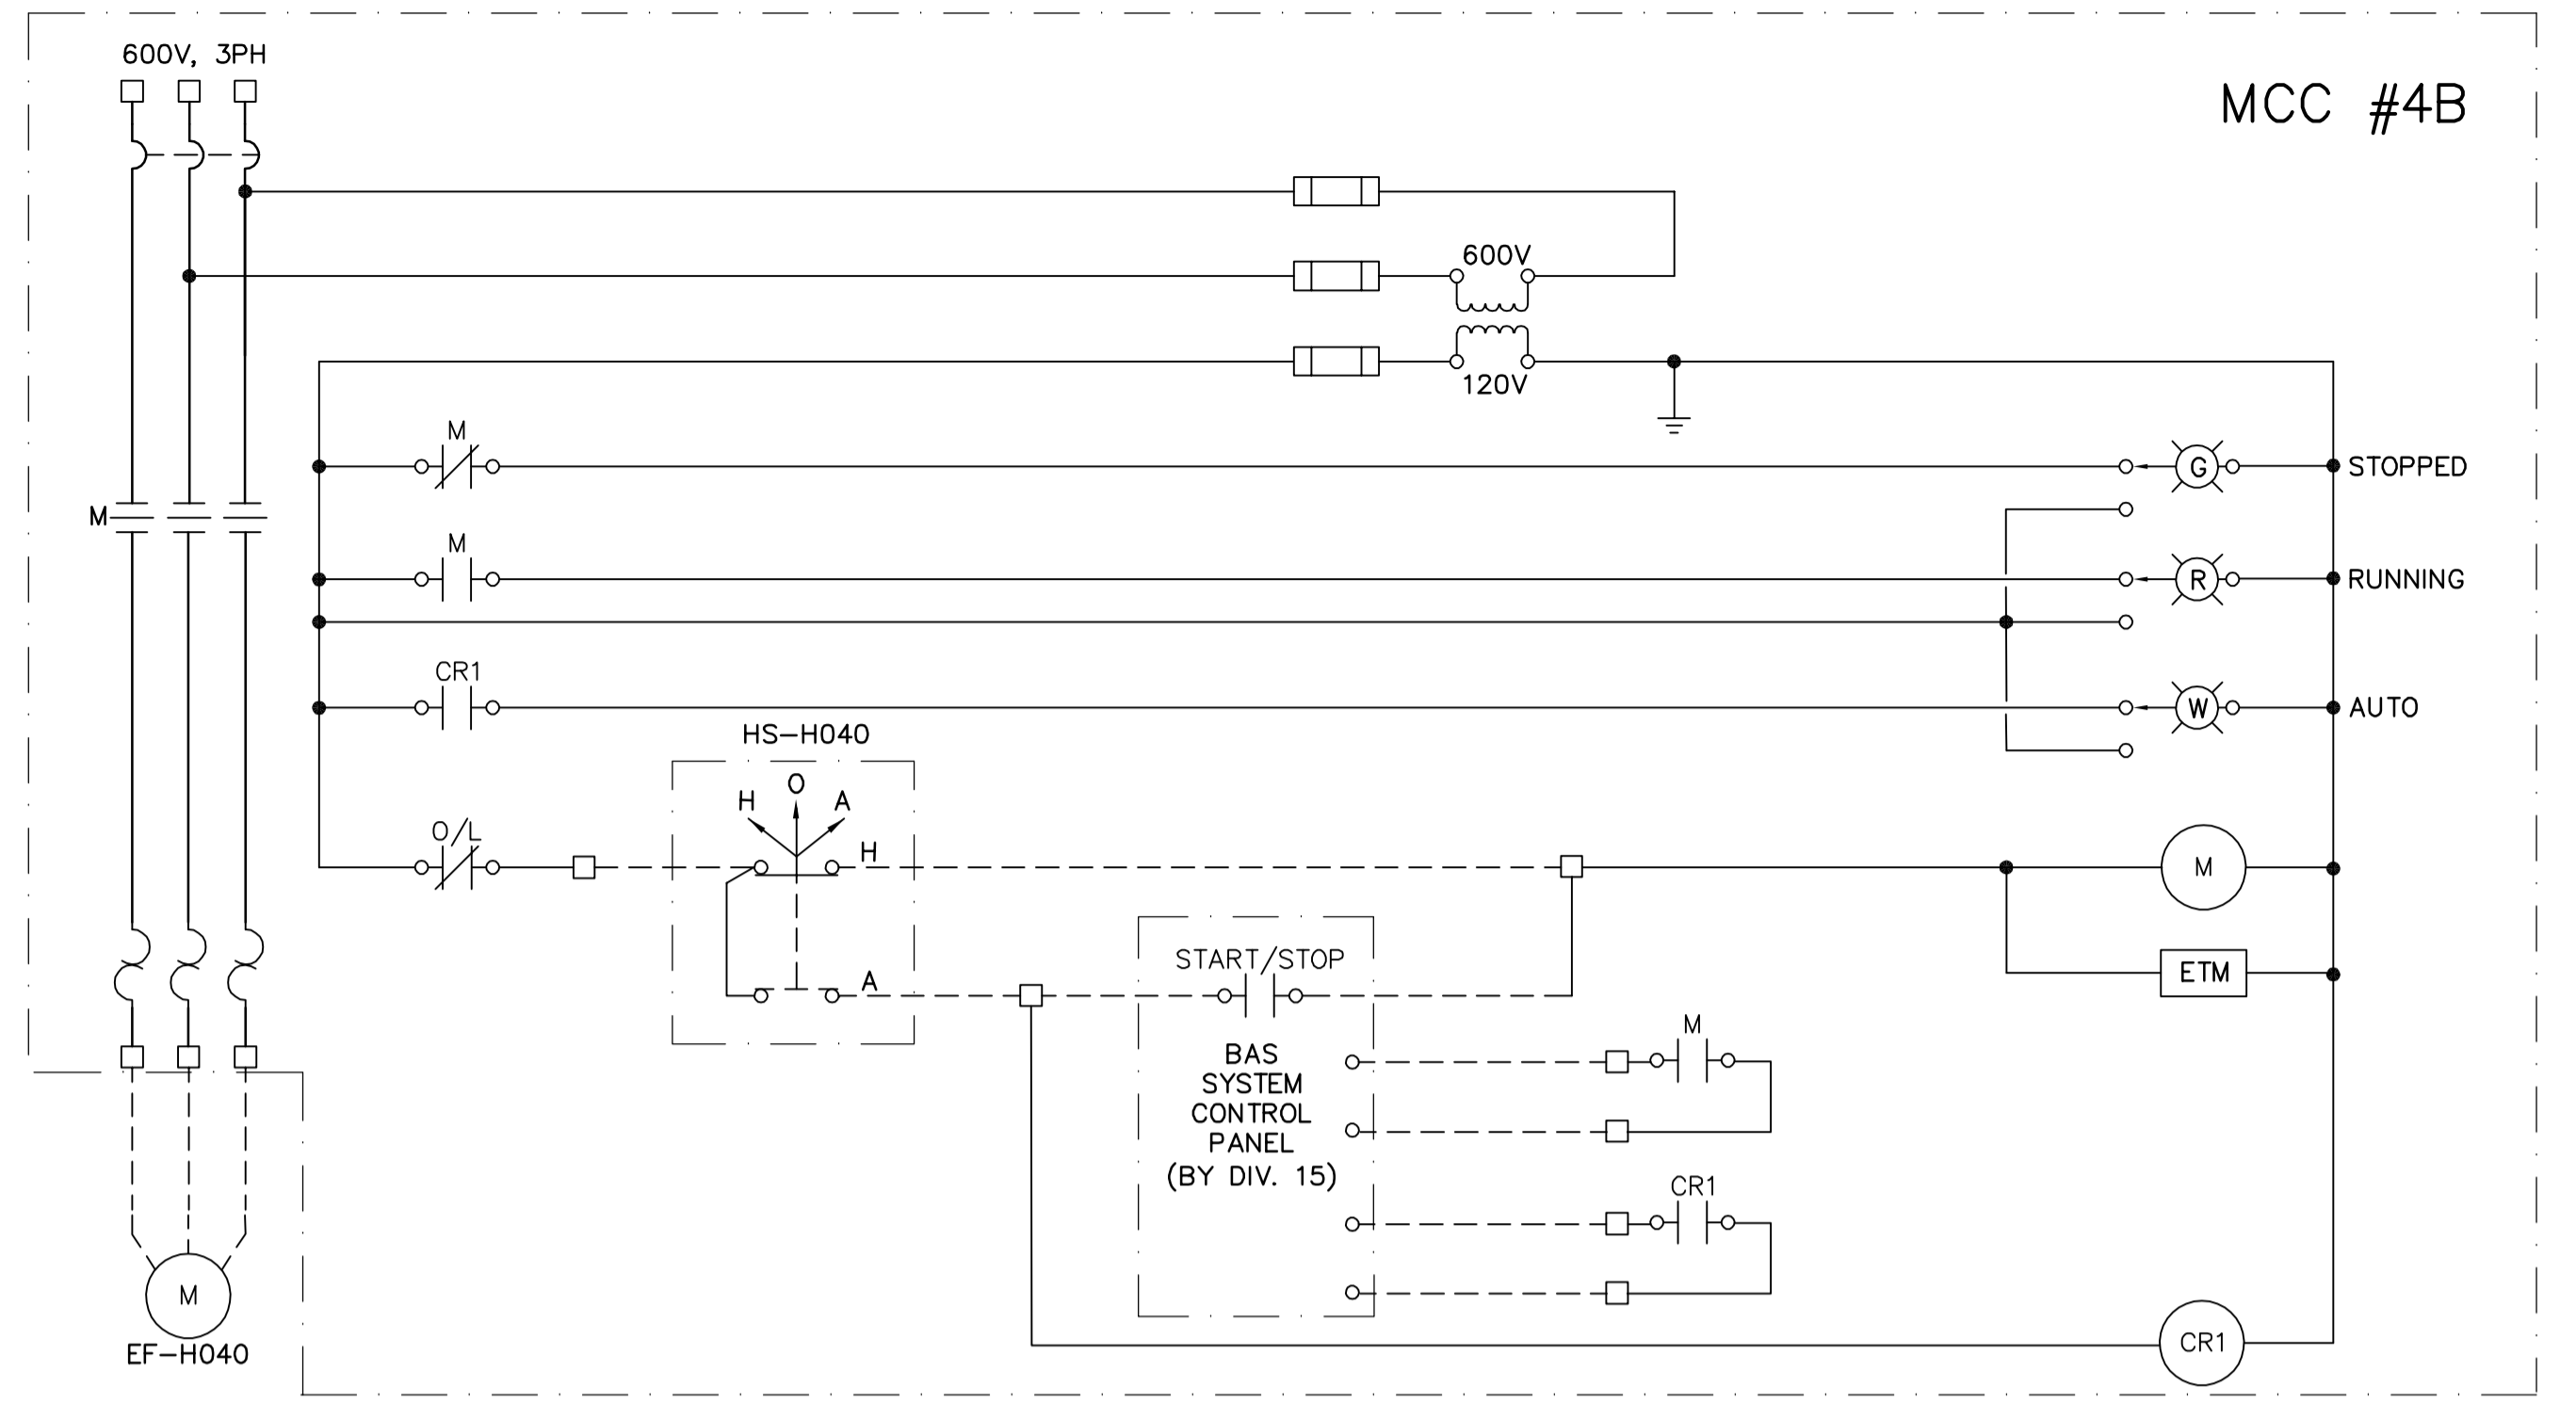 600V, 3PH
MCC #4B
600V
120V
M
G
STOPPED
M
M
R
RUNNING
CR1
W
AUTO
HS-H040
O
H
A
O/L
H
M
START/STOP
A
ETM
BAS
SYSTEM
CONTROL
PANEL
(BY DIV. 15)
M
CR1
M
EF-H040
CR1